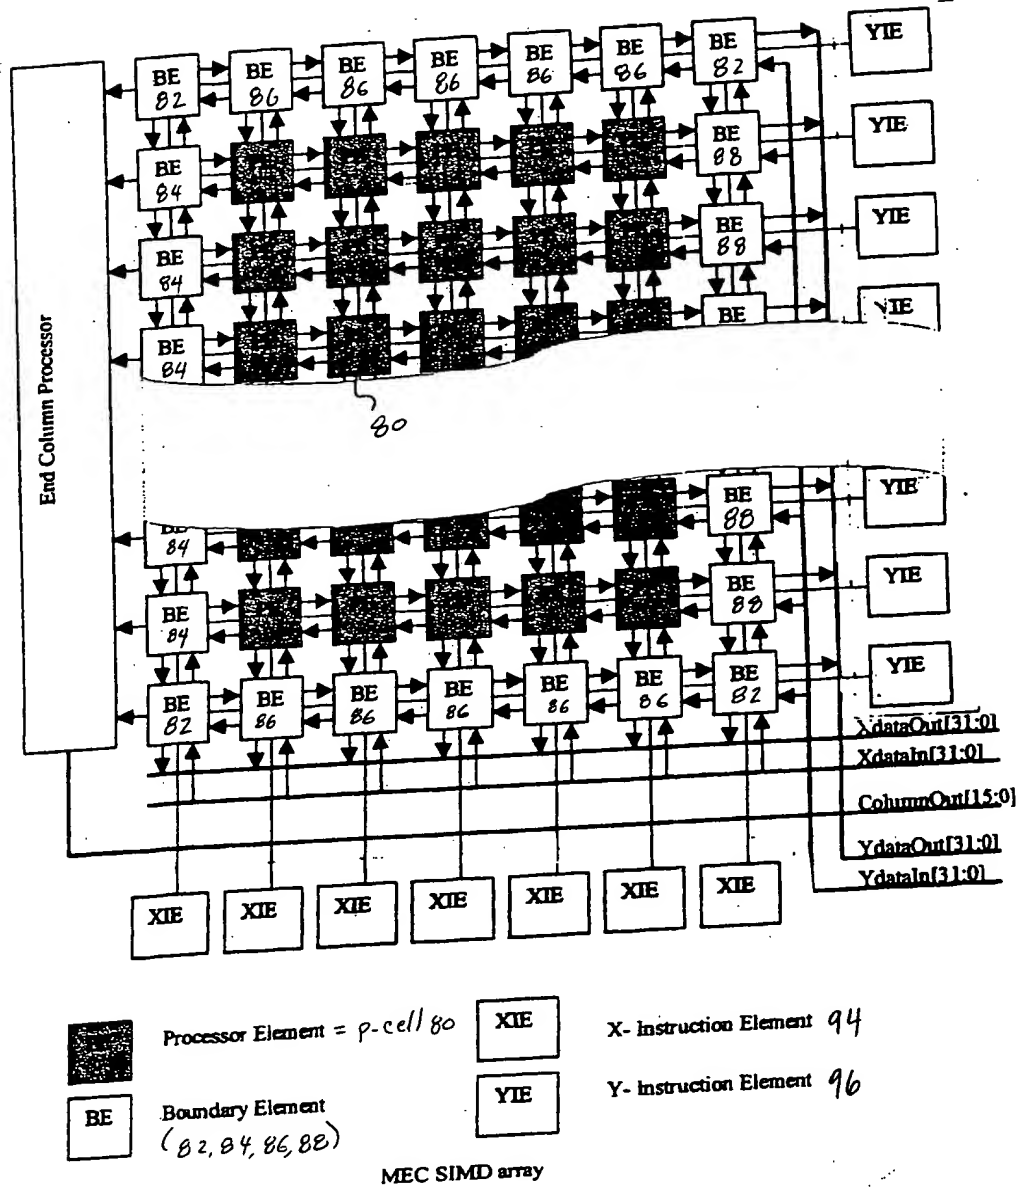 BE 82 BE 86 BE 86 BE 86 BE 86 BE 86 BE 82 YIE
BE 84 BE 88 YIE
BE 84 BE 88 YIE
BE 84 BE YIE
80
End Column Processor
BE 84 BE 88 YIE
BE 84 BE 88 YIE
BE 82 BE 86 BE 86 BE 86 BE 86 BE 86 BE 82 YIE
XdataOut[31:0]
XdataIn[31:0]
ColumnOut[15:0]
YdataOut[31:0]
YdataIn[31:0]
XIE XIE XIE XIE XIE XIE XIE
Processor Element = p-cell 80
XIE X- Instruction Element 94
BE Boundary Element
(82, 84, 86, 88)
YIE Y- Instruction Element 96
MEC SIMD array